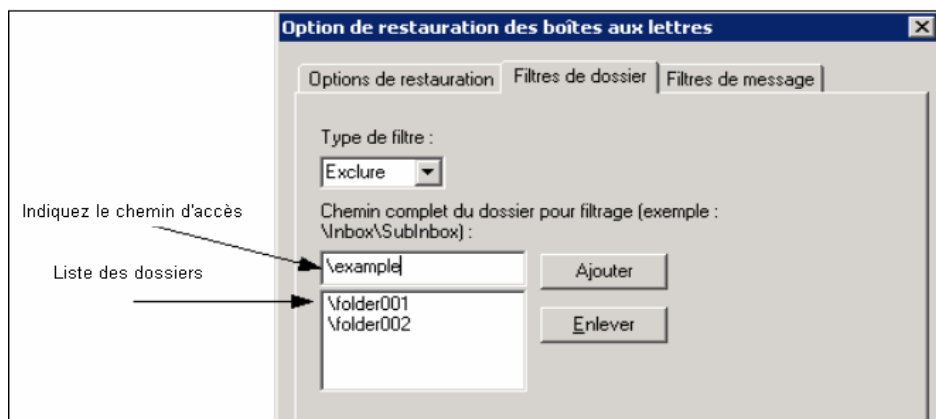 Option de restauration des boîtes aux lettres
Options de restauration
Filtres de dossier
Filtres de message
Type de filtre :
Exclure
Indiquez le chemin d'accès
Chemin complet du dossier pour filtrage (exemple :
\Inbox\SubInbox) :
\example
Ajouter
Liste des dossiers
\folder001
\folder002
Enlever